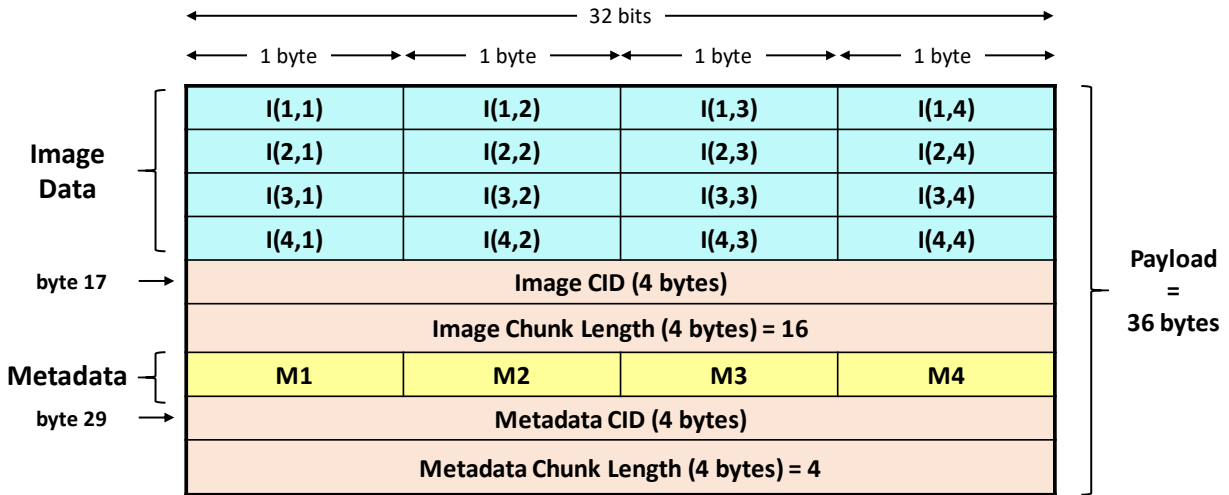 32 bits
1 byte 1 byte 1 byte 1 byte
I(1,1) I(1,2) I(1,3) I(1,4)
I(2,1) I(2,2) I(2,3) I(2,4)
I(3,1) I(3,2) I(3,3) I(3,4)
I(4,1) I(4,2) I(4,3) I(4,4)
Image
Data
byte 17
Image CID (4 bytes)
Image Chunk Length (4 bytes) = 16
Metadata
M1 M2 M3 M4
byte 29
Metadata CID (4 bytes)
Metadata Chunk Length (4 bytes) = 4
Payload
=
36 bytes